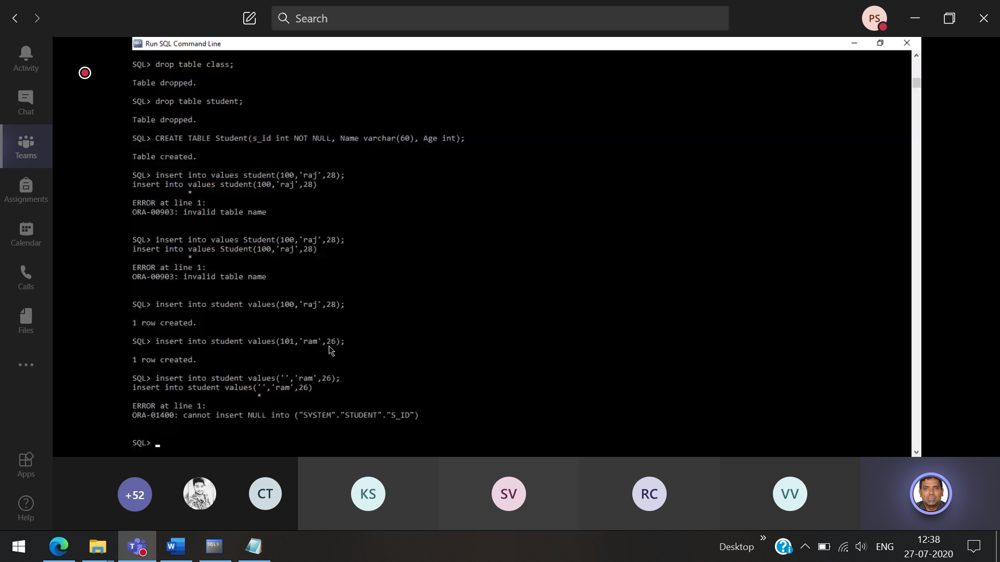 Search
PS
Activity
Chat
Teams
Assignments
Calendar
Calls
Files
Apps
Help
Run SQL Command Line
SQL> drop table class;
Table dropped.
SQL> drop table student;
Table dropped.
SQL> CREATE TABLE Student(s_id int NOT NULL, Name varchar(60), Age int);
Table created.
SQL> insert into values student(100,'raj',28);
insert into values student(100,'raj',28)
*
ERROR at line 1:
ORA-00903: invalid table name
SQL> insert into values Student(100,'raj',28);
insert into values Student(100,'raj',28)
*
ERROR at line 1:
ORA-00903: invalid table name
SQL> insert into student values(100,'raj',28);
1 row created.
SQL> insert into student values(101,'ram',26);
1 row created.
SQL> insert into student values('','ram',26);
insert into student values('','ram',26)
*
ERROR at line 1:
ORA-01400: cannot insert NULL into ("SYSTEM"."STUDENT"."S_ID")
SQL>
+52
CT
KS
SV
RC
VV
T
W
SQL>
Desktop
ENG
12:38
27-07-2020